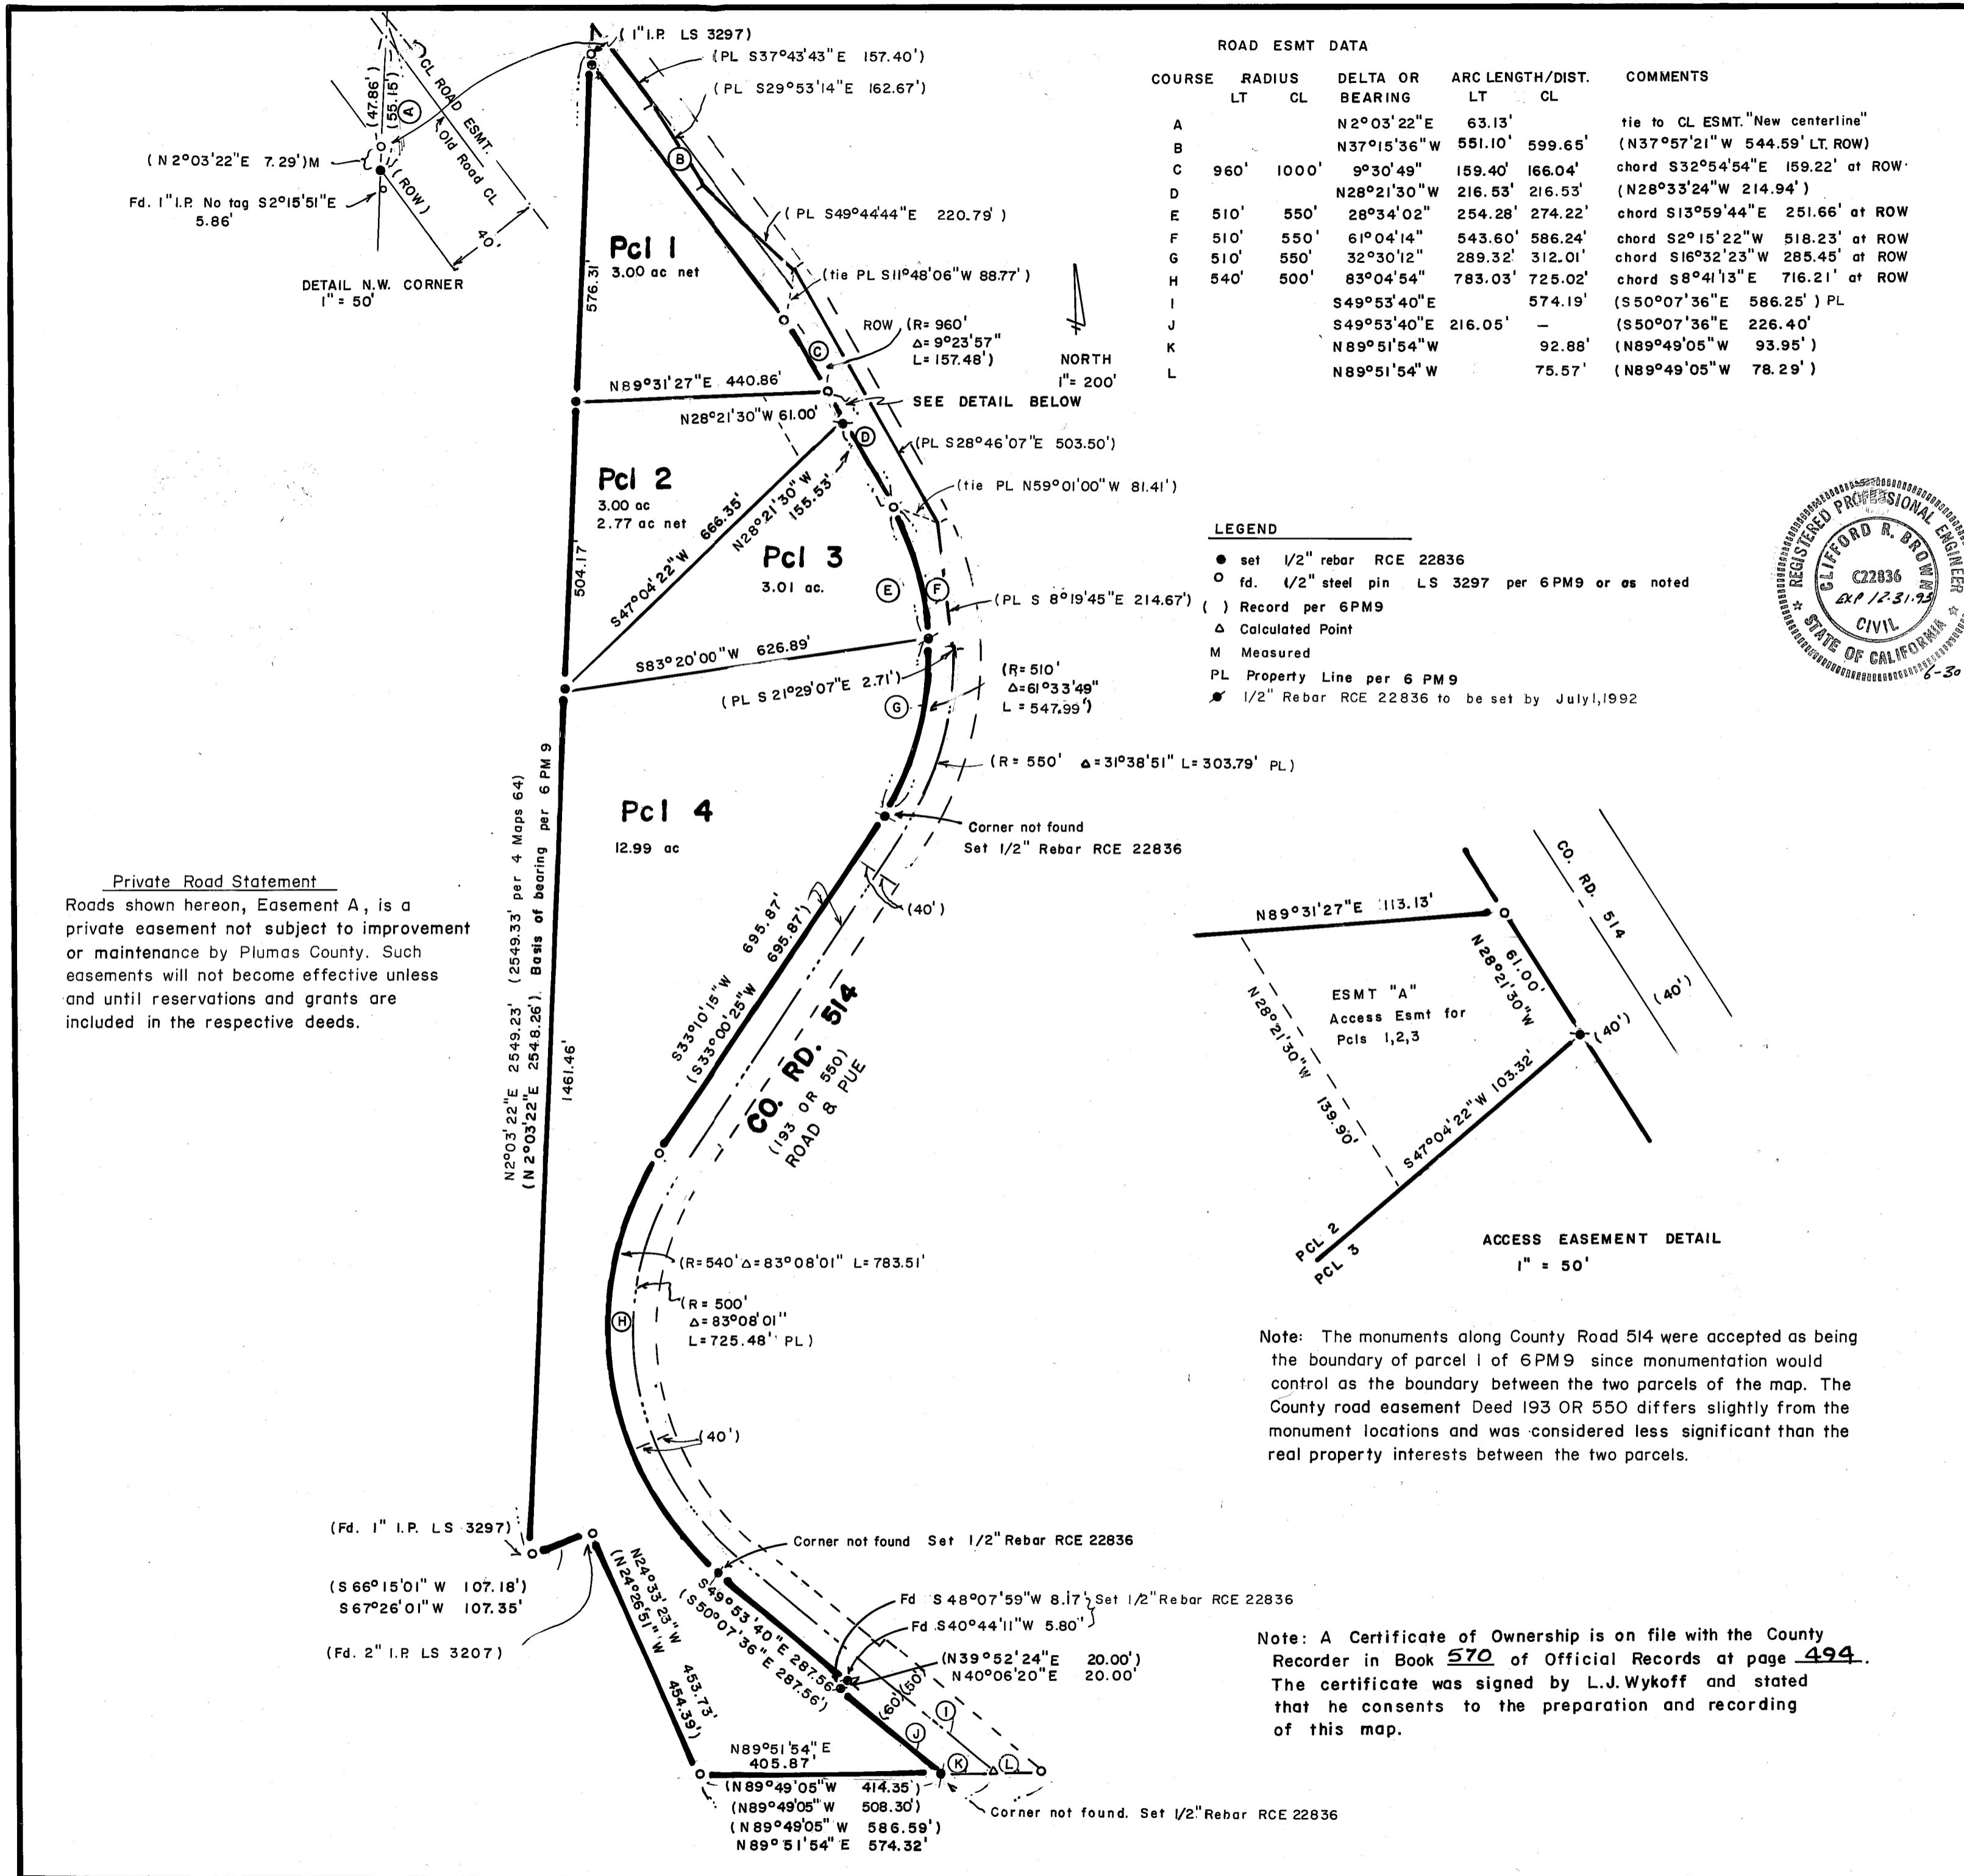 ROAD ESMT DATA
COURSE RADIUS DELTA OR ARC LENGTH/DIST. COMMENTS
LT CL BEARING LT CL
A N2°03'22"E 63.13' tie to CL ESMT. "New centerline"
B N37°15'36"W 551.10' 599.65' (N37°57'21"W 544.59' LT. ROW)
C 960' 1000' 9°30'49" 159.40' 166.04' chord S32°54'54"E 159.22' at ROW
D N28°21'30"W 216.53' 216.53' (N28°33'24"W 214.94')
E 510' 550' 28°34'02" 254.28' 274.22' chord S13°59'44"E 251.66' at ROW
F 510' 550' 61°04'14" 543.60' 586.24' chord S2°15'22"W 518.23' at ROW
G 510' 550' 32°30'12" 289.32' 312.01' chord S16°32'23"W 285.45' at ROW
H 540' 500' 83°04'54" 783.03' 725.02' chord S8°41'13"E 716.21' at ROW
I S49°53'40"E 574.19' (S50°07'36"E 586.25') PL
J S49°53'40"E 216.05' — (S50°07'36"E 226.40'
K N89°51'54"W 92.88' (N89°49'05"W 93.95')
L N89°51'54"W 75.57' (N89°49'05"W 78.29')
(47.86')
(55.15')
A
CL ROAD ESMT.
Old Road CL
(ROW)
40'
(N2°03'22"E 7.29')M
Fd. 1" I.P. No tag S2°15'51"E
5.86'
DETAIL N.W. CORNER
1" = 50'
(1" I.P. LS 3297)
(PL S37°43'43"E 157.40')
(PL S29°53'14"E 162.67')
B
(PL S49°44'44"E 220.79')
(tie PL S11°48'06"W 88.77')
Pcl 1
3.00 ac net
576.31'
ROW (R= 960'
Δ= 9°23'57"
L= 157.48')
C
NORTH
1"= 200'
N89°31'27"E 440.86'
SEE DETAIL BELOW
N28°21'30"W 61.00'
D
(PL S28°46'07"E 503.50')
Pcl 2
3.00 ac
2.77 ac net
504.17'
S47°04'22"W 666.35'
N28°21'30"W
155.53'
(tie PL N59°01'00"W 81.41')
Pcl 3
3.01 ac.
E
F
(PL S 8°19'45"E 214.67')
S83°20'00"W 626.89'
(PL S 21°29'07"E 2.71')
(R= 510'
Δ=61°33'49"
L = 547.99')
G
(R= 550' Δ=31°38'51" L= 303.79' PL)
LEGEND
set 1/2" rebar RCE 22836
fd. 1/2" steel pin LS 3297 per 6PM9 or as noted
( ) Record per 6PM9
Δ Calculated Point
M Measured
PL Property Line per 6 PM9
1/2" Rebar RCE 22836 to be set by July 1, 1992
REGISTERED PROFESSIONAL ENGINEER
CLIFFORD R. BROWN
C22836
EXP 12.31.93
CIVIL
STATE OF CALIFORNIA
6-30
Pcl 4
12.99 ac
Corner not found
Set 1/2" Rebar RCE 22836
(40')
Private Road Statement
Roads shown hereon, Easement A, is a
private easement not subject to improvement
or maintenance by Plumas County. Such
easements will not become effective unless
and until reservations and grants are
included in the respective deeds.
N2°03'22"E 2549.23' (2549.33' per 4 Maps 64)
(N2°03'22"E 2548.26'). Basis of bearing per 6 PM 9
1461.46'
S33°10'15"W 695.87'
(S33°00'25"W 695.87')
CO. RD. 514
(193 OR 550)
ROAD & PUE
CO. RD. 514
(40')
N89°31'27"E 113.13'
61.00'
N28°21'30"W
ESMT "A"
Access Esmt for
Pcls 1,2,3
N28°21'30"W 139.90'
(40')
S47°04'22"W 103.32'
PCL 2
PCL 3
ACCESS EASEMENT DETAIL
1" = 50'
(R=540' Δ=83°08'01" L=783.51'
(R= 500'
Δ=83°08'01"
L=725.48' PL)
H
(40')
Note: The monuments along County Road 514 were accepted as being
the boundary of parcel 1 of 6PM9 since monumentation would
control as the boundary between the two parcels of the map. The
County road easement Deed 193 OR 550 differs slightly from the
monument locations and was considered less significant than the
real property interests between the two parcels.
(Fd. 1" I.P. LS 3297)
(S 66°15'01" W 107.18')
S67°26'01"W 107.35'
(Fd. 2" I.P. LS 3207)
N24°33'23"W 453.73'
(N24°26'51"W 454.39')
Corner not found Set 1/2" Rebar RCE 22836
S49°53'40"E 287.56'
(S50°07'36"E 287.56')
Fd S 48°07'59"W 8.17' Set 1/2" Rebar RCE 22836
Fd S40°44'11"W 5.80'
(N39°52'24"E 20.00')
N40°06'20"E 20.00'
(60')
(50')
I
J
K
L
N89°51'54"E
405.87'
(N89°49'05"W 414.35')
(N89°49'05"W 508.30')
(N89°49'05"W 586.59')
N89°51'54"E 574.32'
Corner not found. Set 1/2" Rebar RCE 22836
Note: A Certificate of Ownership is on file with the County
Recorder in Book 570 of Official Records at page 494.
The certificate was signed by L.J. Wykoff and stated
that he consents to the preparation and recording
of this map.